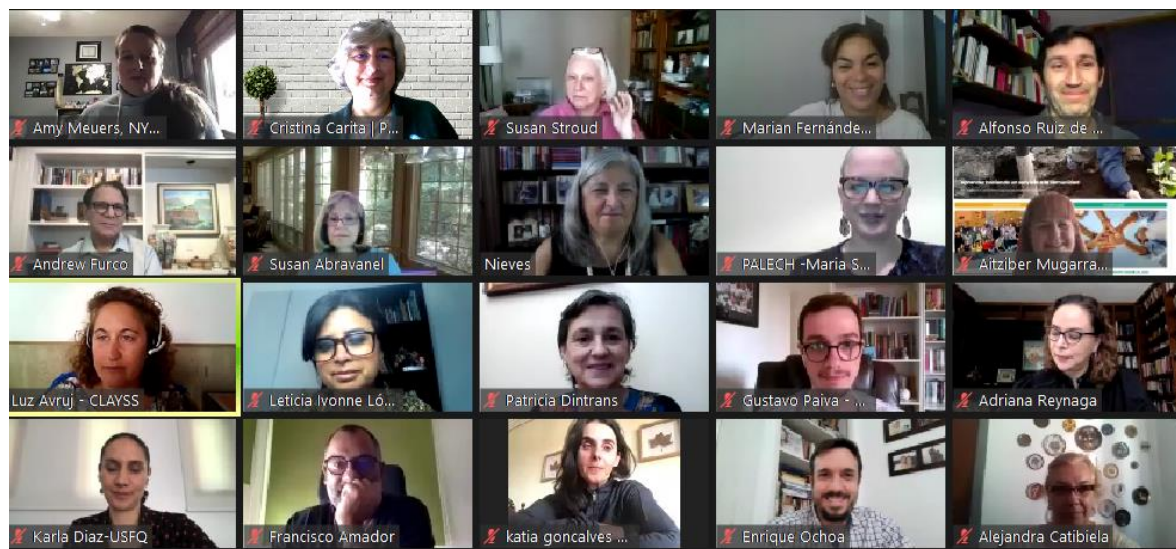 Amy Meuers, NY...
Cristina Carita | P...
Susan Stroud
Marian Fernánde...
Alfonso Ruiz de ...
Andrew Furco
Susan Abravanel
Nieves
PALECH -Maria S...
Aitziber Mugarra...
Luz Avruj - CLAYSS
Leticia Ivonne Ló...
Patricia Dintrans
Gustavo Paiva - ...
Adriana Reynaga
Karla Diaz-USFQ
Francisco Amador
katia goncalves ...
Enrique Ochoa
Alejandra Catibiela